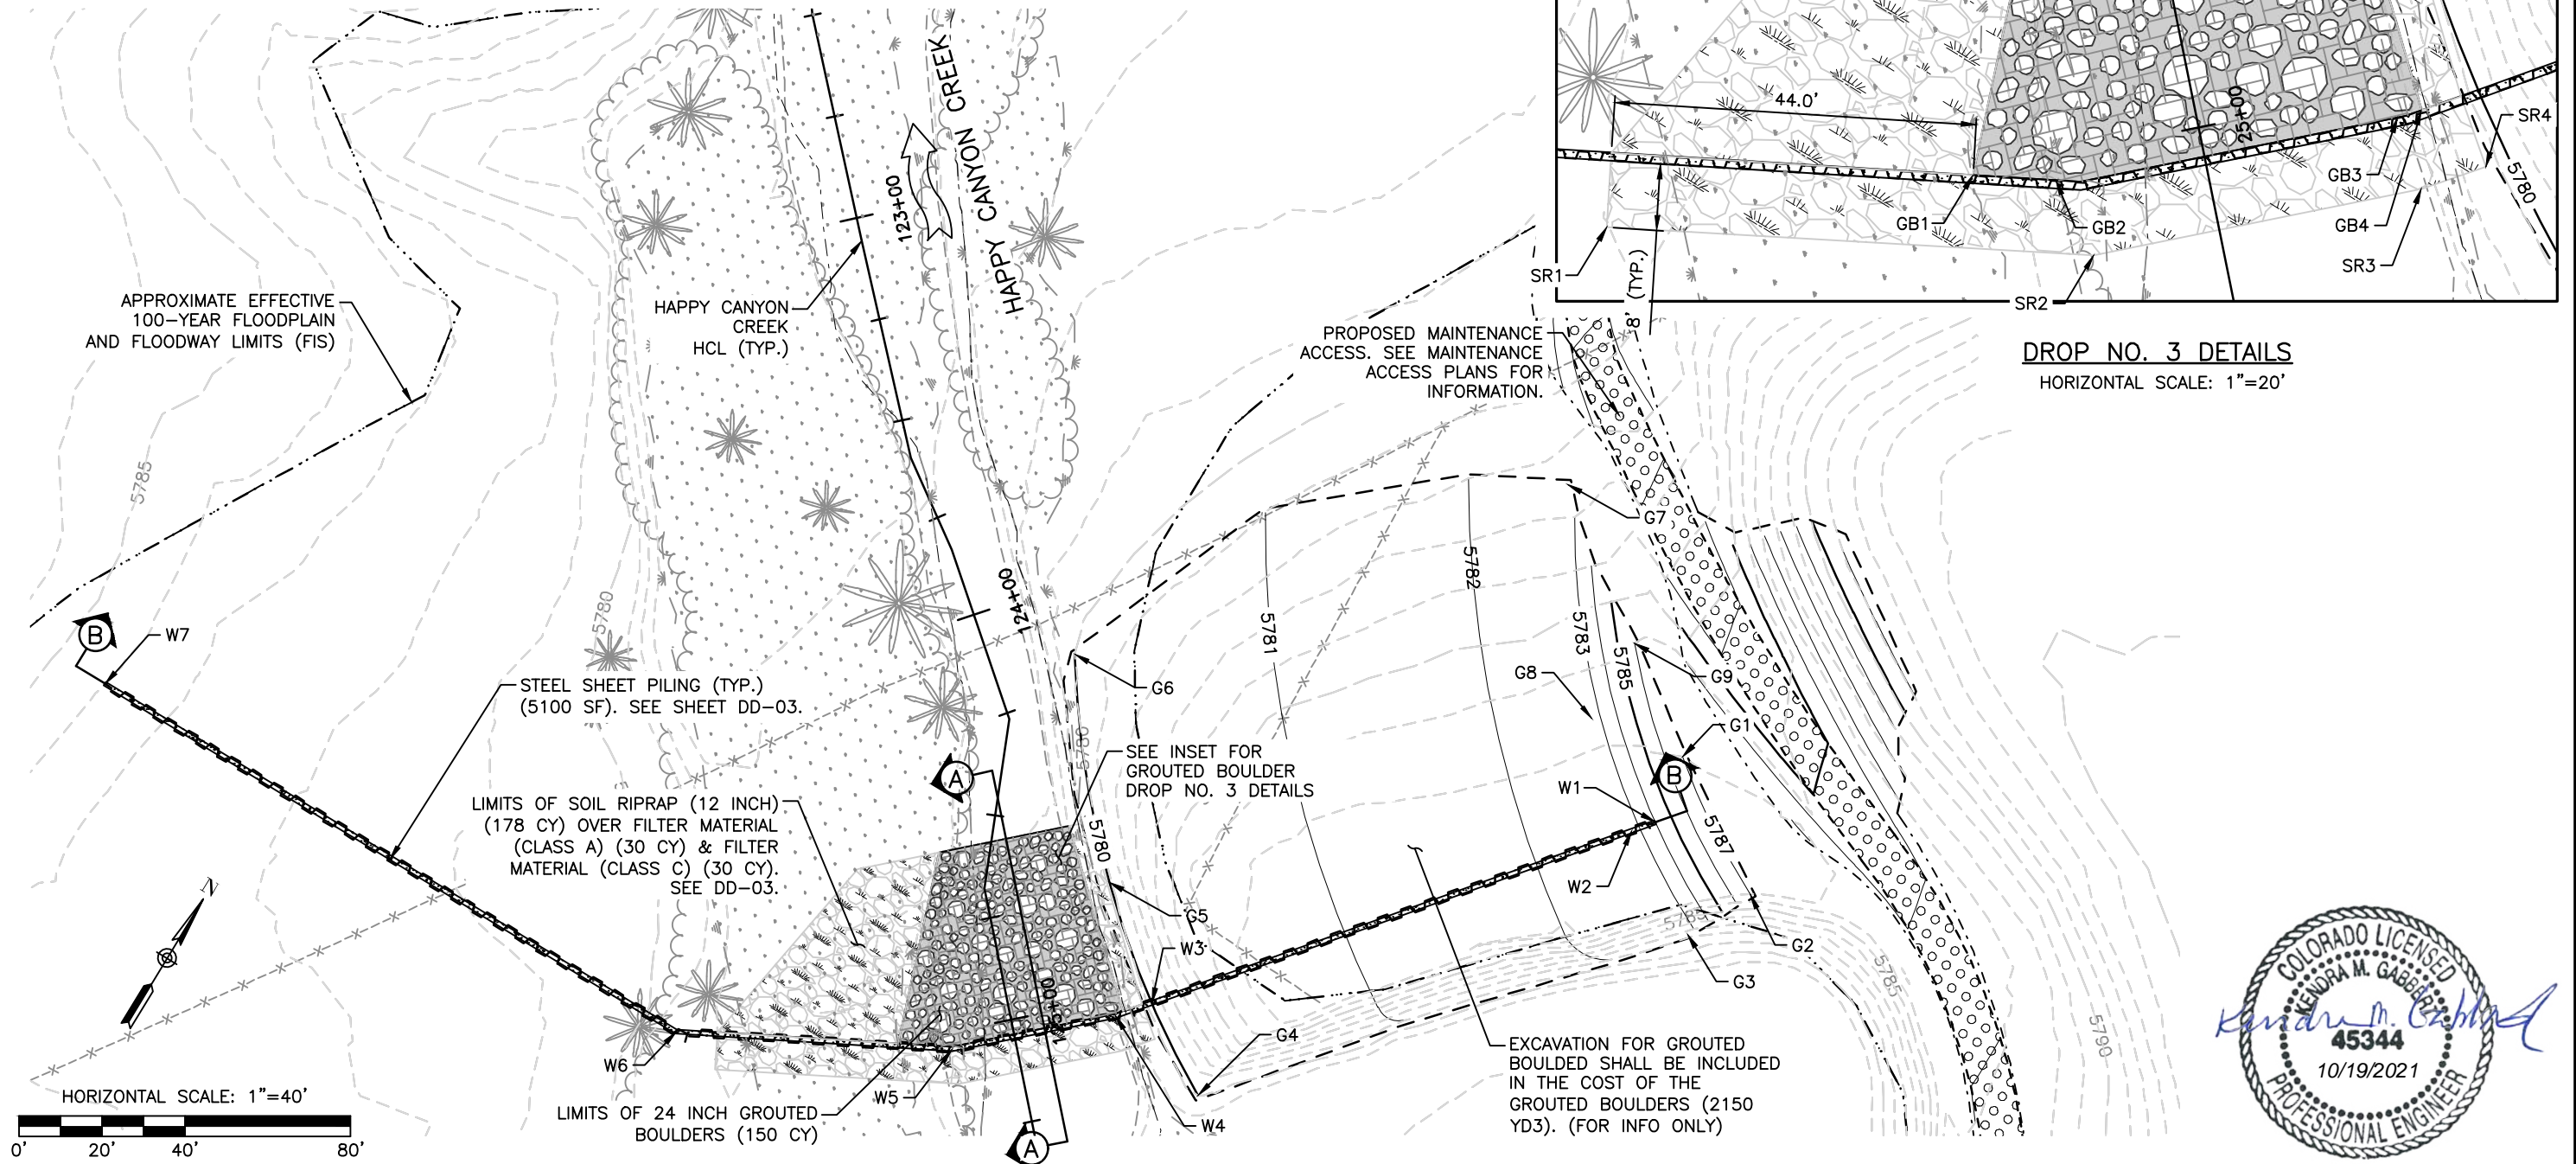 44.0'
25+00
SR4
GB3
5780
GB1
GB2
GB4
SR1
SR3
8' (TYP.)
SR2
DROP NO. 3 DETAILS
HORIZONTAL SCALE: 1"=20'
HAPPY CANYON CREEK
123+00
APPROXIMATE EFFECTIVE
100-YEAR FLOODPLAIN
AND FLOODWAY LIMITS (FIS)
HAPPY CANYON
CREEK
HCL (TYP.)
PROPOSED MAINTENANCE
ACCESS. SEE MAINTENANCE
ACCESS PLANS FOR
INFORMATION.
5785
G7
5782
124+00
5780
5781
5783
5785
B
W7
G6
G8
G9
STEEL SHEET PILING (TYP.)
(5100 SF). SEE SHEET DD-03.
G1
5780
SEE INSET FOR
GROUTED BOULDER
DROP NO. 3 DETAILS
A
B
W1
LIMITS OF SOIL RIPRAP (12 INCH)
(178 CY) OVER FILTER MATERIAL
(CLASS A) (30 CY) & FILTER
MATERIAL (CLASS C) (30 CY).
SEE DD-03.
5780
5787
W2
N
G5
5785
W3
G2
G3
5785
125+00
G4
5790
W6
EXCAVATION FOR GROUTED
BOULDED SHALL BE INCLUDED
IN THE COST OF THE
GROUTED BOULDERS (2150
YD3). (FOR INFO ONLY)
W5
W4
LIMITS OF 24 INCH GROUTED
BOULDERS (150 CY)
A
HORIZONTAL SCALE: 1"=40'
0' 20' 40' 80'
COLORADO LICENSED
KENDRA M. GABBERT
Kendra M. Gabbert
45344
10/19/2021
PROFESSIONAL ENGINEER